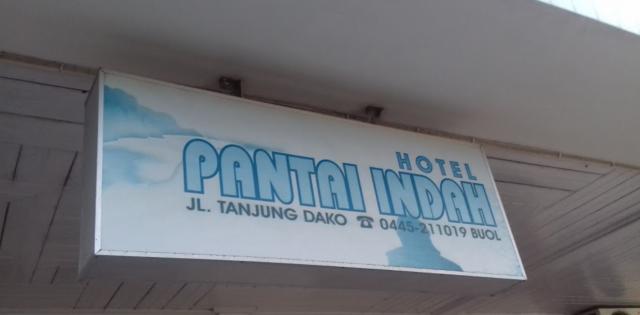 HOTEL
PANTAI INDAH
JL. TANJUNG DAKO ☎ 0445-211019 BUOL